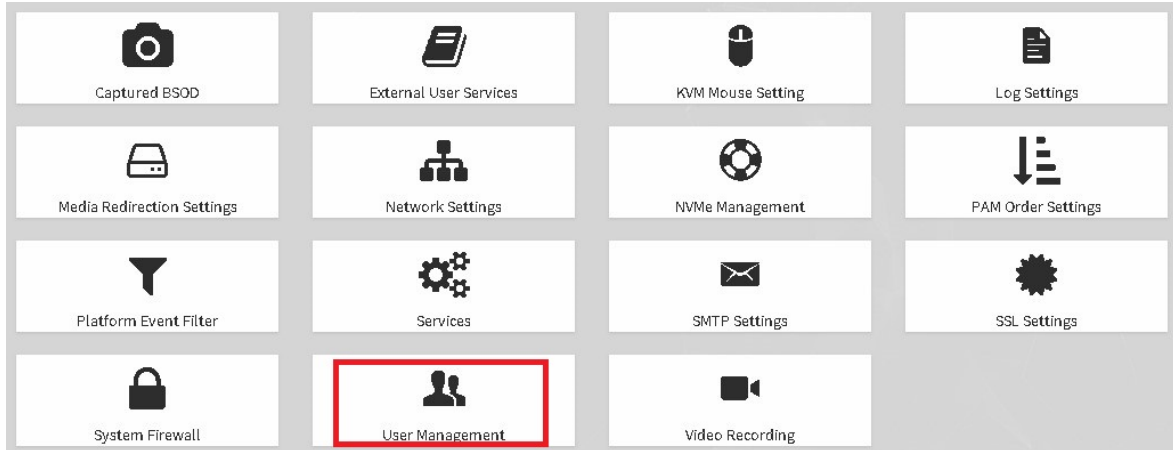 Captured BSOD
External User Services
KVM Mouse Setting
Log Settings
Media Redirection Settings
Network Settings
NVMe Management
PAM Order Settings
Platform Event Filter
Services
SMTP Settings
SSL Settings
System Firewall
User Management
Video Recording